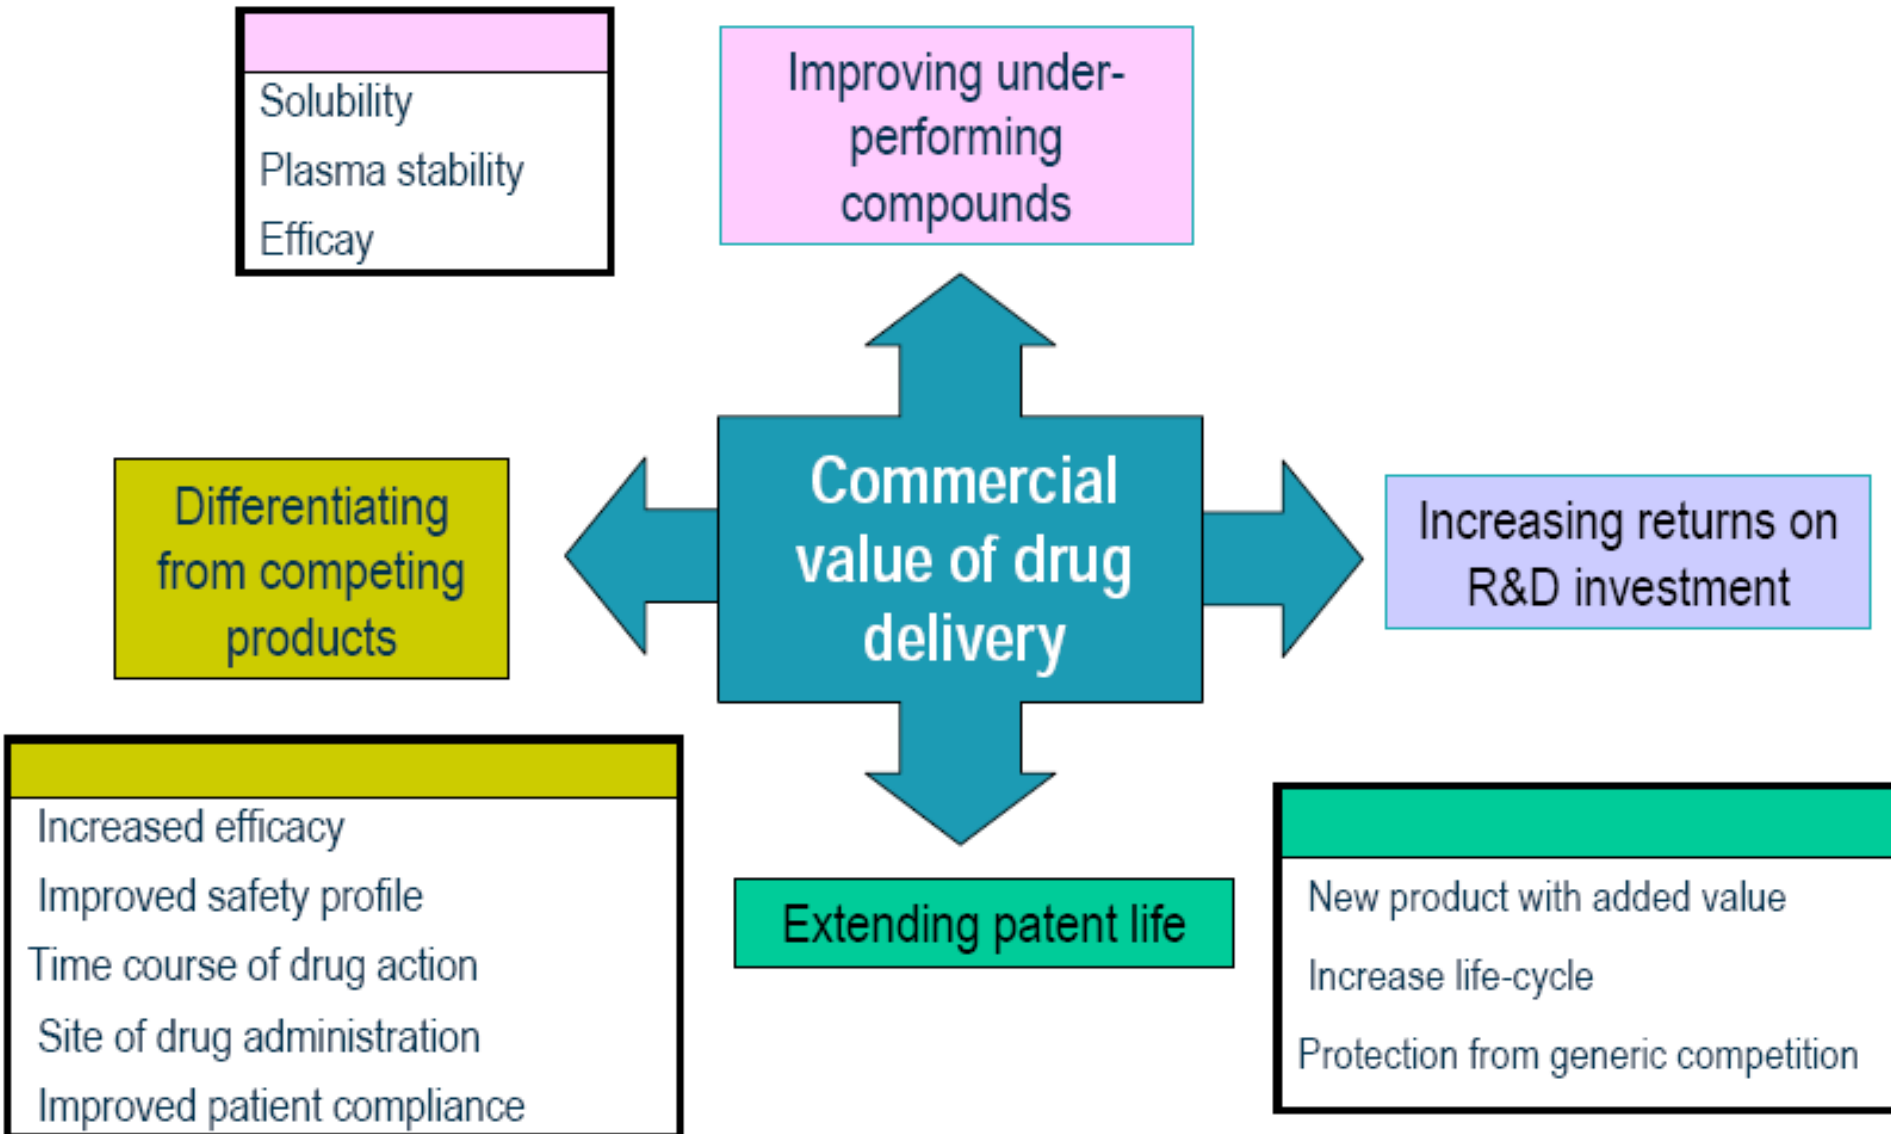 Solubility
Plasma stability
Efficay
Improving under-
performing
compounds
Differentiating
from competing
products
Commercial
value of drug
delivery
Increasing returns on
R&D investment
Increased efficacy
Improved safety profile
Time course of drug action
Site of drug administration
Improved patient compliance
Extending patent life
New product with added value
Increase life-cycle
Protection from generic competition